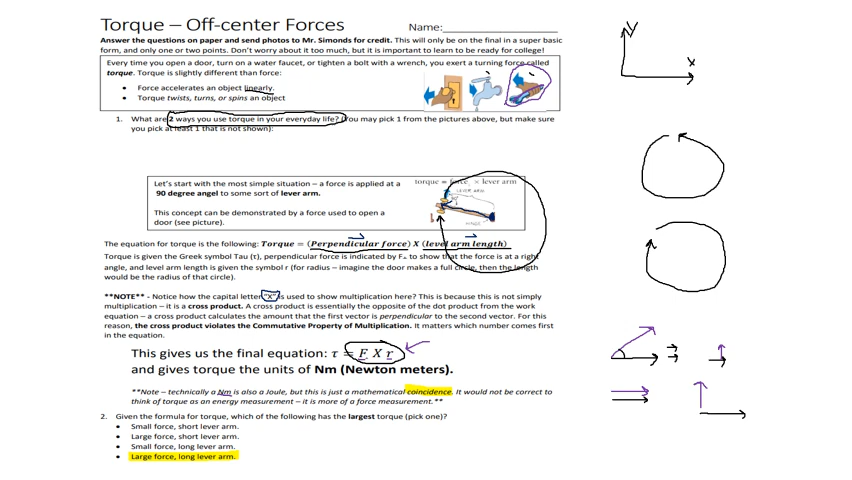 Torque – Off-center Forces Name:
Answer the questions on paper and send photos to Mr. Simonds for credit. This will only be on the final in a super basic
form, and only one or two points. Don't worry about it too much, but it is important to learn to be ready for college!
Every time you open a door, turn on a water faucet, or tighten a bolt with a wrench, you exert a turning force called
torque. Torque is slightly different than force:
• Force accelerates an object linearly.
• Torque twists, turns, or spins an object
1. What are 2 ways you use torque in your everyday life? (You may pick 1 from the pictures above, but make sure
you pick at least 1 that is not shown):
Let's start with the most simple situation – a force is applied at a
90 degree angel to some sort of lever arm.
This concept can be demonstrated by a force used to open a
door (see picture).
torque = force × lever arm
LEVER ARM
HINGE
The equation for torque is the following: Torque = (Perpendicular force) X (level arm length)
Torque is given the Greek symbol Tau (τ), perpendicular force is indicated by F⊥ to show that the force is at a right
angle, and level arm length is given the symbol r (for radius – imagine the door makes a full circle, then the length
would be the radius of that circle).
**NOTE** - Notice how the capital letter "X" is used to show multiplication here? This is because this is not simply
multiplication – it is a cross product. A cross product is essentially the opposite of the dot product from the work
equation – a cross product calculates the amount that the first vector is perpendicular to the second vector. For this
reason, the cross product violates the Commutative Property of Multiplication. It matters which number comes first
in the equation.
This gives us the final equation: τ = F X r
and gives torque the units of Nm (Newton meters).
**Note – technically a Nm is also a Joule, but this is just a mathematical coincidence. It would not be correct to
think of torque as an energy measurement – it is more of a force measurement.**
2. Given the formula for torque, which of the following has the largest torque (pick one)?
• Small force, short lever arm.
• Large force, short lever arm.
• Small force, long lever arm.
• Large force, long lever arm.
y
x